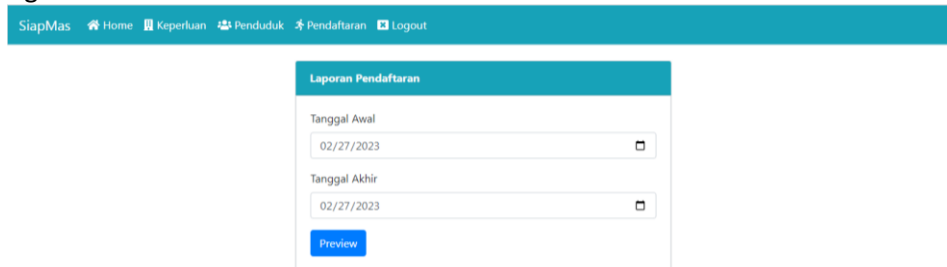 SiapMas Home Keperluan Penduduk Pendaftaran Logout
Laporan Pendaftaran
Tanggal Awal
02/27/2023
Tanggal Akhir
02/27/2023
Preview